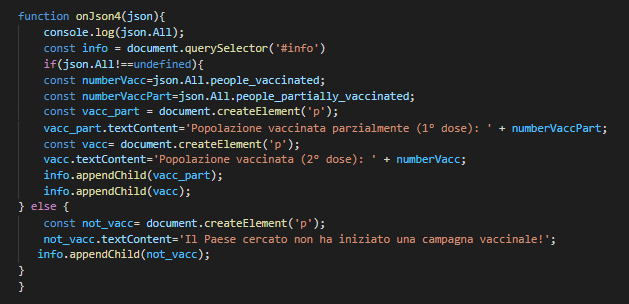 function onJson4(json){
console.log(json.All);
const info = document.querySelector('#info')
if(json.All!==undefined){
const numberVacc=json.All.people_vaccinated;
const numberVaccPart=json.All.people_partially_vaccinated;
const vacc_part = document.createElement('p');
vacc_part.textContent='Popolazione vaccinata parzialmente (1° dose): ' + numberVaccPart;
const vacc= document.createElement('p');
vacc.textContent='Popolazione vaccinata (2° dose): ' + numberVacc;
info.appendChild(vacc_part);
info.appendChild(vacc);
} else {
const not_vacc= document.createElement('p');
not_vacc.textContent='Il Paese cercato non ha iniziato una campagna vaccinale!';
info.appendChild(not_vacc);
}
}